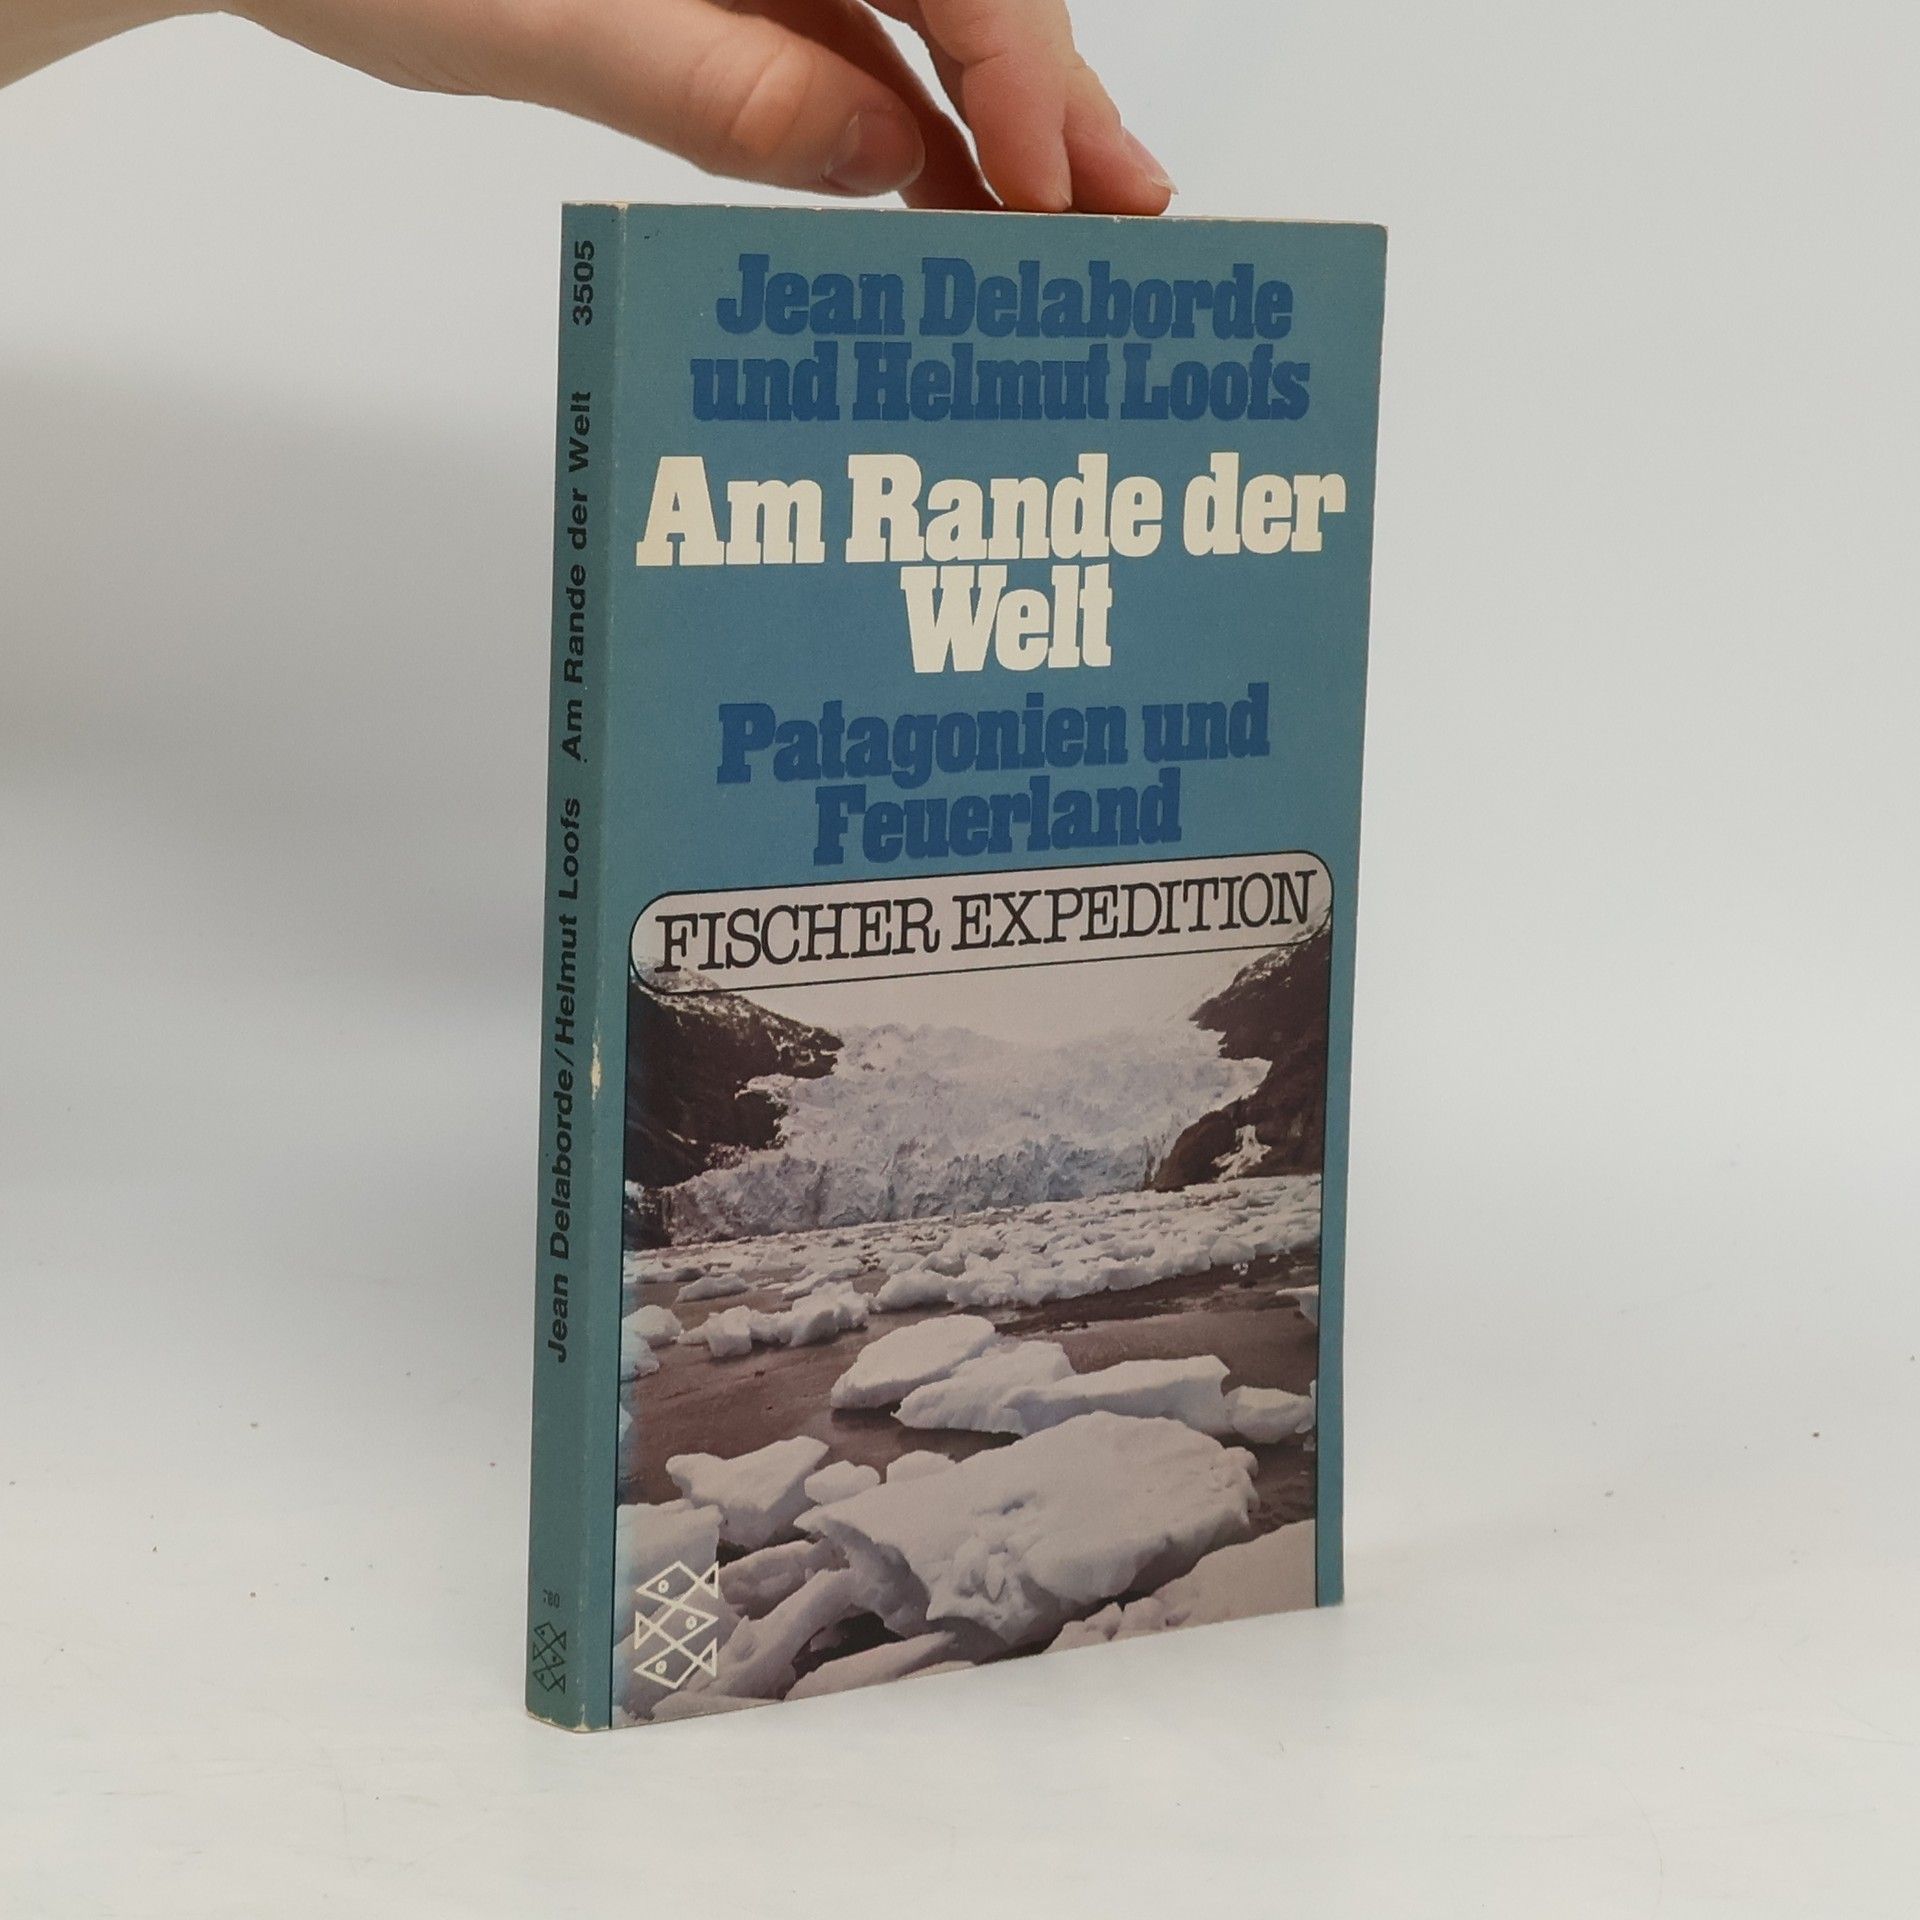 Jean Delaborde
und Helmut Loofs
Am Rande der
Welt
Patagonien und
Feuerland
FISCHER EXPEDITION
Jean Delaborde/Helmut Loofs Am Rande der Welt 3505